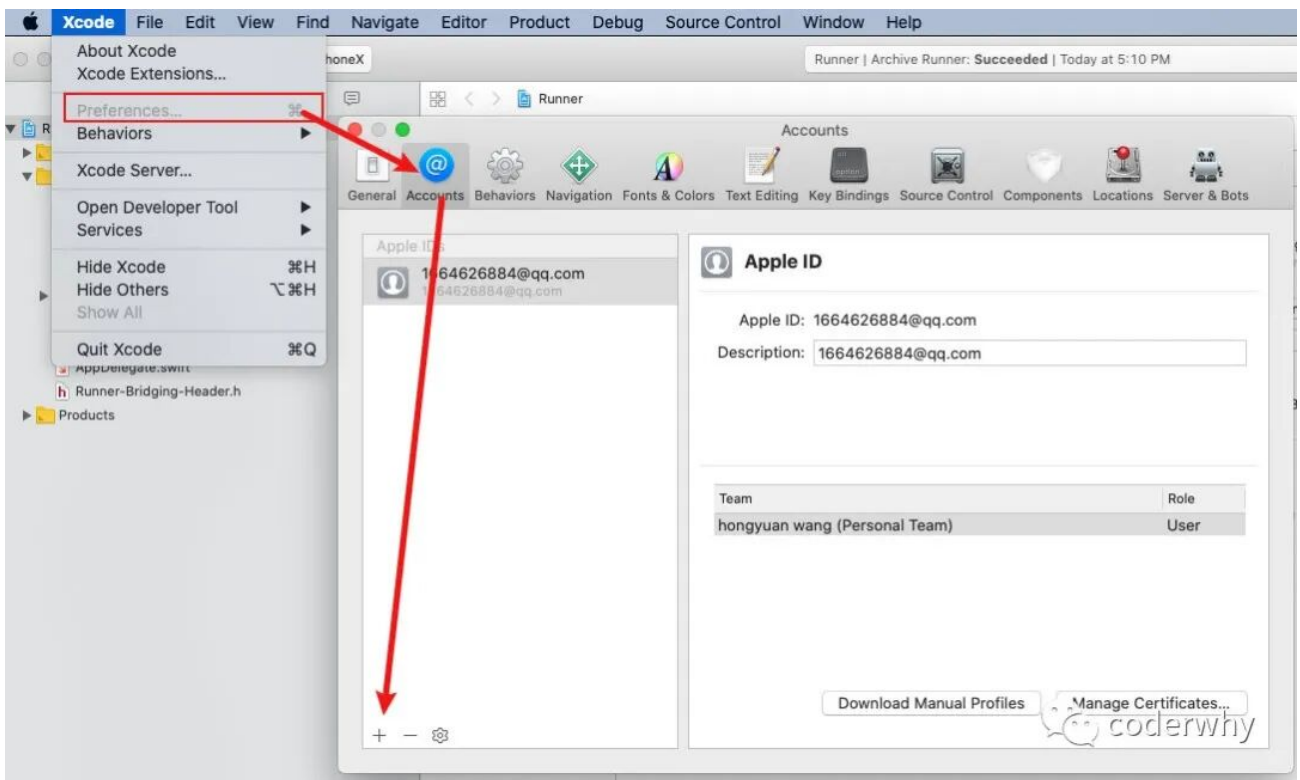 Xcode File Edit View Find Navigate Editor Product Debug Source Control Window Help
About Xcode
Xcode Extensions...
honeX
Runner | Archive Runner: Succeeded | Today at 5:10 PM
Preferences... ⌘
Runner
Behaviors
Xcode Server...
Open Developer Tool
Services
Hide Xcode ⌘H
Hide Others ⌥⌘H
Show All
Quit Xcode ⌘Q
R
AppDelegate.swift
h Runner-Bridging-Header.h
Products
Accounts
General Accounts Behaviors Navigation Fonts & Colors Text Editing Key Bindings Source Control Components Locations Server & Bots
Apple IDs
1664626884@qq.com
1664626884@qq.com
+ −
Apple ID
Apple ID: 1664626884@qq.com
Description: 1664626884@qq.com
Team Role
hongyuan wang (Personal Team) User
Download Manual Profiles Manage Certificates...
coderwhy